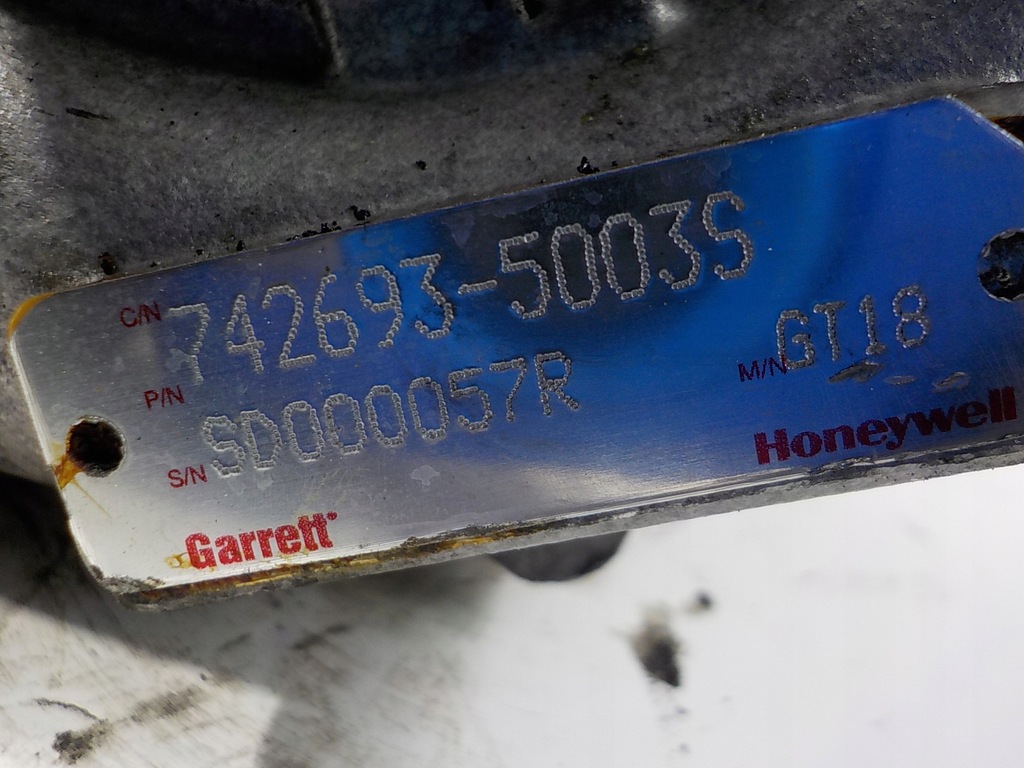 C/N 742693-5003S
P/N
S/N SD000057R
M/N GT18
Garrett
Honeywell